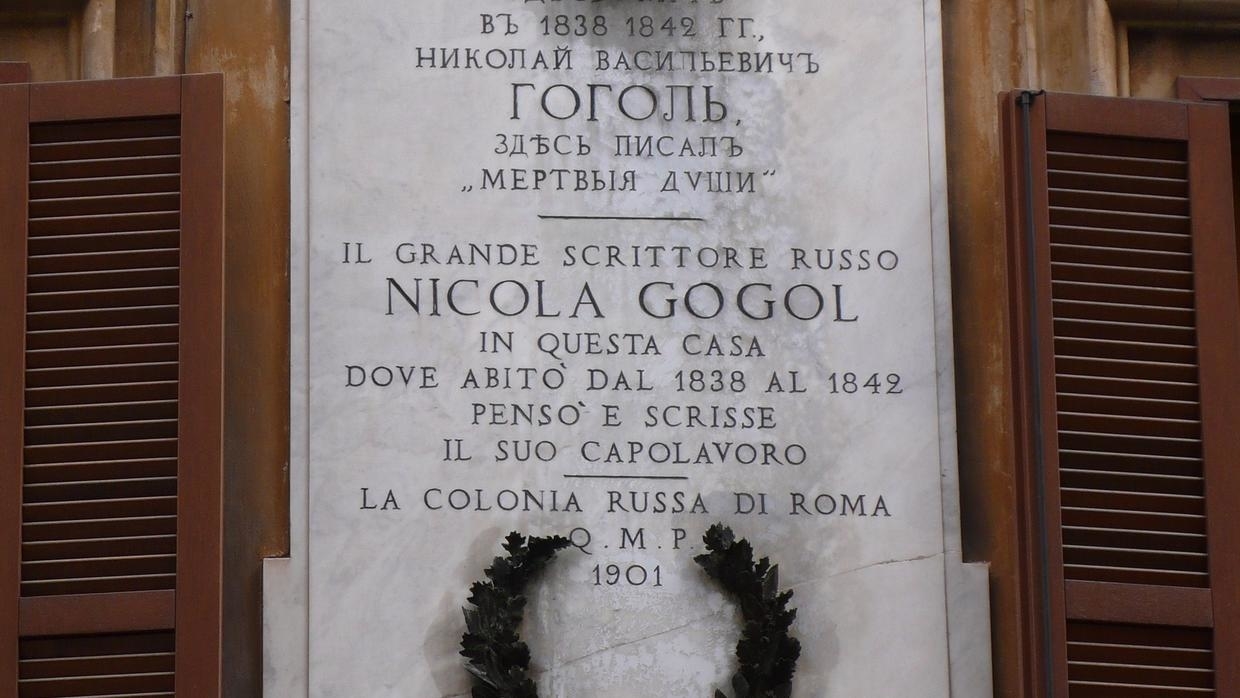 ВЪ 1838 1842 ГГ.,
НИКОЛАЙ ВАСИЛЬЕВИЧЪ
ГОГОЛЬ,
ЗДѢСЬ ПИСАЛЪ
„МЕРТВЫЯ ДУШИ“
IL GRANDE SCRITTORE RUSSO
NICOLA GOGOL
IN QUESTA CASA
DOVE ABITÒ DAL 1838 AL 1842
PENSÒ E SCRISSE
IL SUO CAPOLAVORO
LA COLONIA RUSSA DI ROMA
Q.M.P.
1901